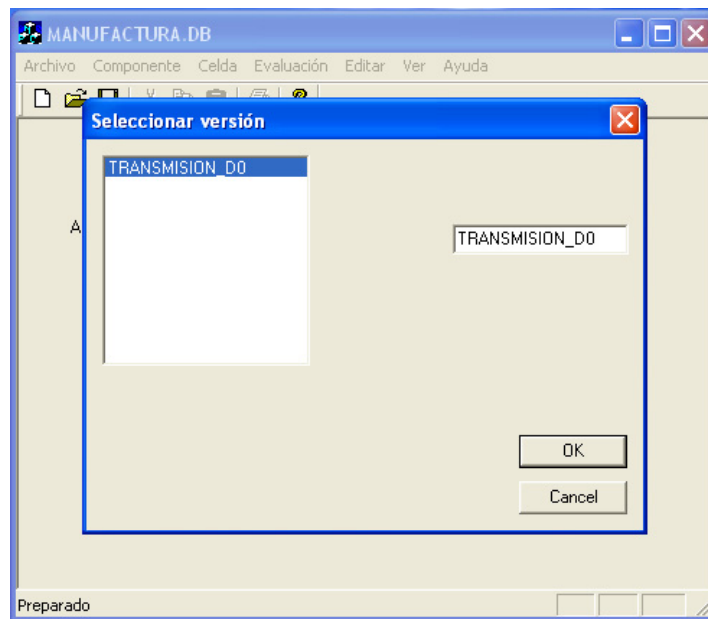 MANUFACTURA.DB
Archivo Componente Celda Evaluación Editar Ver Ayuda
Seleccionar versión
TRANSMISION_D0
A
TRANSMISION_D0
OK
Cancel
Preparado